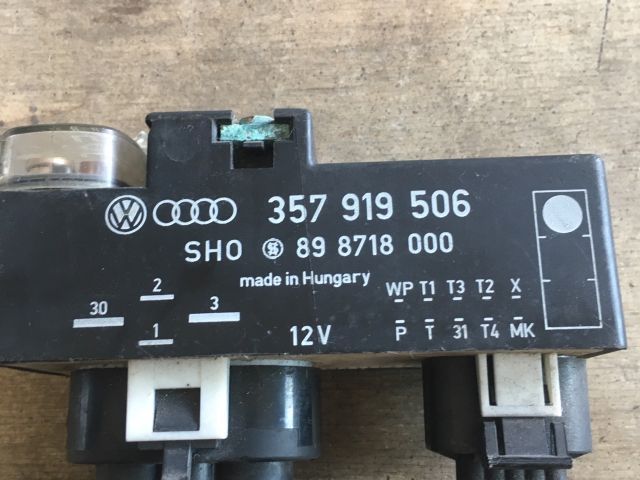 357 919 506
SHO 89 8718 000
made in Hungary
2
WP T1 T3 T2 X
30
3
1
12V
P T 31 T4 MK